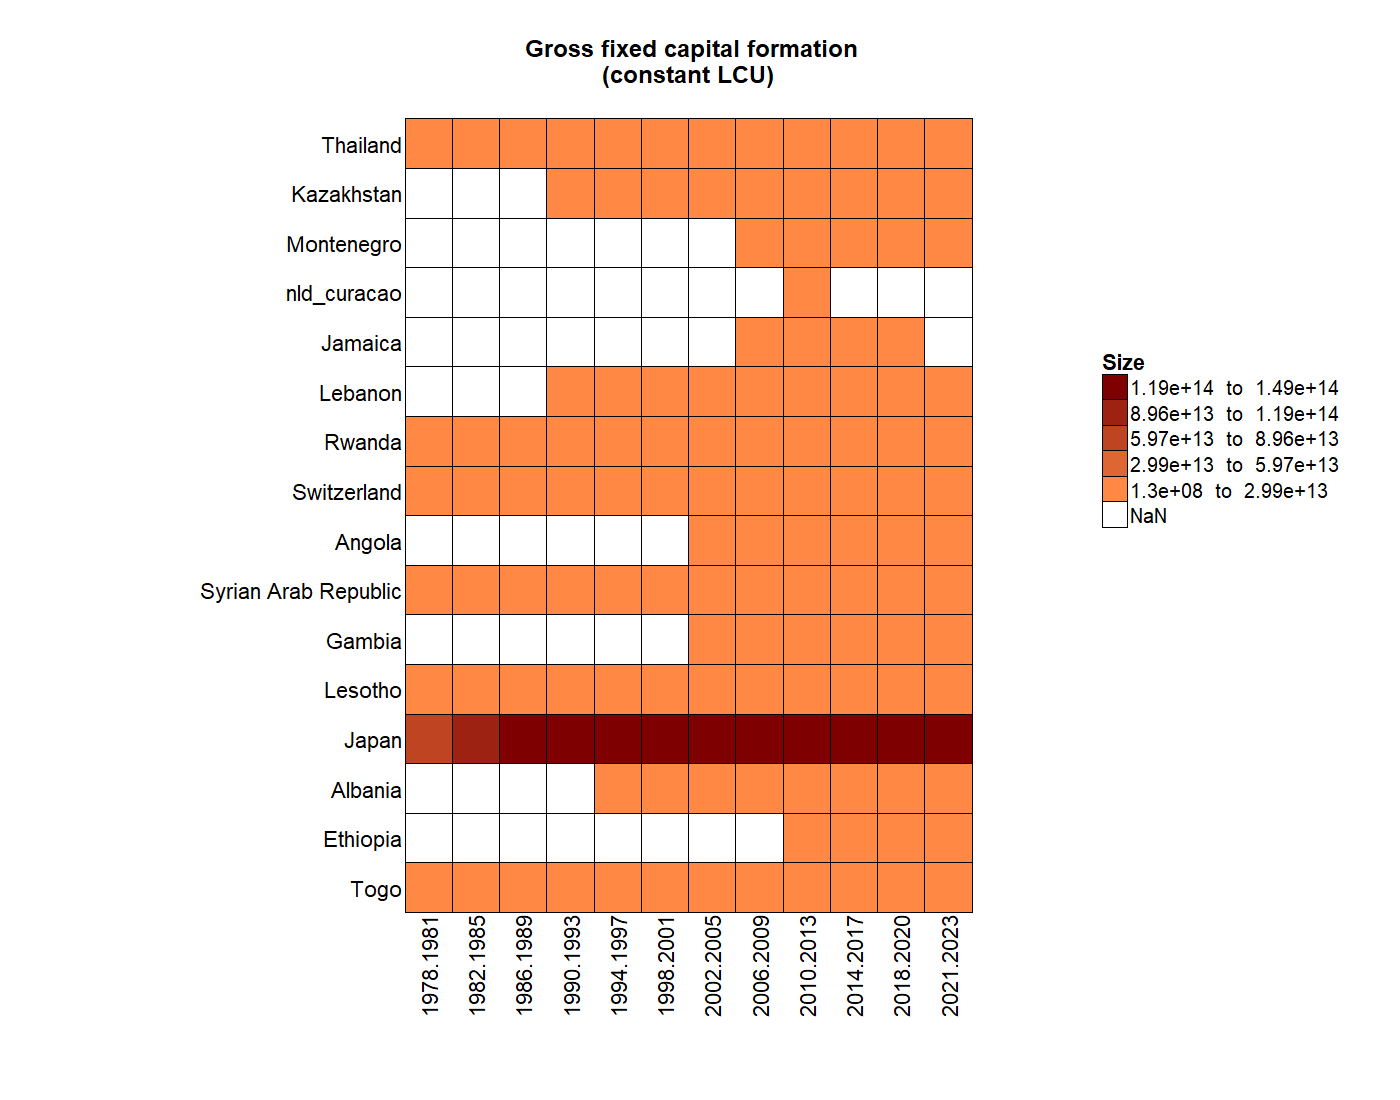 Gross fixed capital formation
(constant LCU)
Thailand
Kazakhstan
Montenegro
nld_curacao
Jamaica
Lebanon
Rwanda
Switzerland
Angola
Syrian Arab Republic
Gambia
Lesotho
Japan
Albania
Ethiopia
Togo
1978.1981
1982.1985
1986.1989
1990.1993
1994.1997
1998.2001
2002.2005
2006.2009
2010.2013
2014.2017
2018.2020
2021.2023
Size
1.19e+14 to 1.49e+14
8.96e+13 to 1.19e+14
5.97e+13 to 8.96e+13
2.99e+13 to 5.97e+13
1.3e+08 to 2.99e+13
NaN